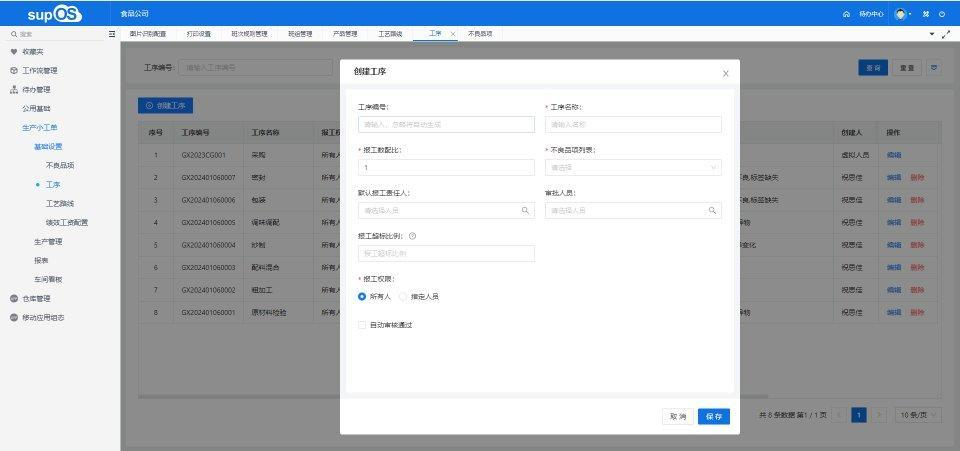 supOS
食品公司
待办中心
搜索
图片识别配置 打印设置 班次规则管理 班组管理 产品管理 工艺路线 工序 不良品项
收藏夹
工作流管理
待办管理
公用基础
生产小工单
基础设置
不良品项
工序
工艺路线
绩效工资配置
生产管理
报表
车间看板
仓库管理
移动应用组态
工序编号: 请输入工序编号
查询 重置
创建工序
序号 工序编号 工序名称 报工权 创建人 操作
1 GX2023CG001 采购 所有人 虚拟人员 编辑
2 GX202401060007 密封 所有人 不良,标签缺失 祝思佳 编辑 删除
3 GX202401060006 包装 所有人 不良,标签缺失 祝思佳 编辑 删除
4 GX202401060005 调味调配 所有人 异物 祝思佳 编辑 删除
5 GX202401060004 炒制 所有人 变化 祝思佳 编辑 删除
6 GX202401060003 配料混合 所有人 祝思佳 编辑 删除
7 GX202401060002 粗加工 所有人 祝思佳 编辑 删除
8 GX202401060001 原材料检验 所有人 异物 祝思佳 编辑 删除
共 8 条数据 第1 / 1 页 1 10 条/页
创建工序
工序编号:
请输入，忽略将自动生成
* 工序名称:
请输入名称
* 报工数配比:
1
* 不良品项列表:
请选择
默认报工责任人:
请选择人员
审批人员:
请选择人员
报工超标比例:
报工超标比例
* 报工权限:
所有人 指定人员
自动审核通过
取消 保存